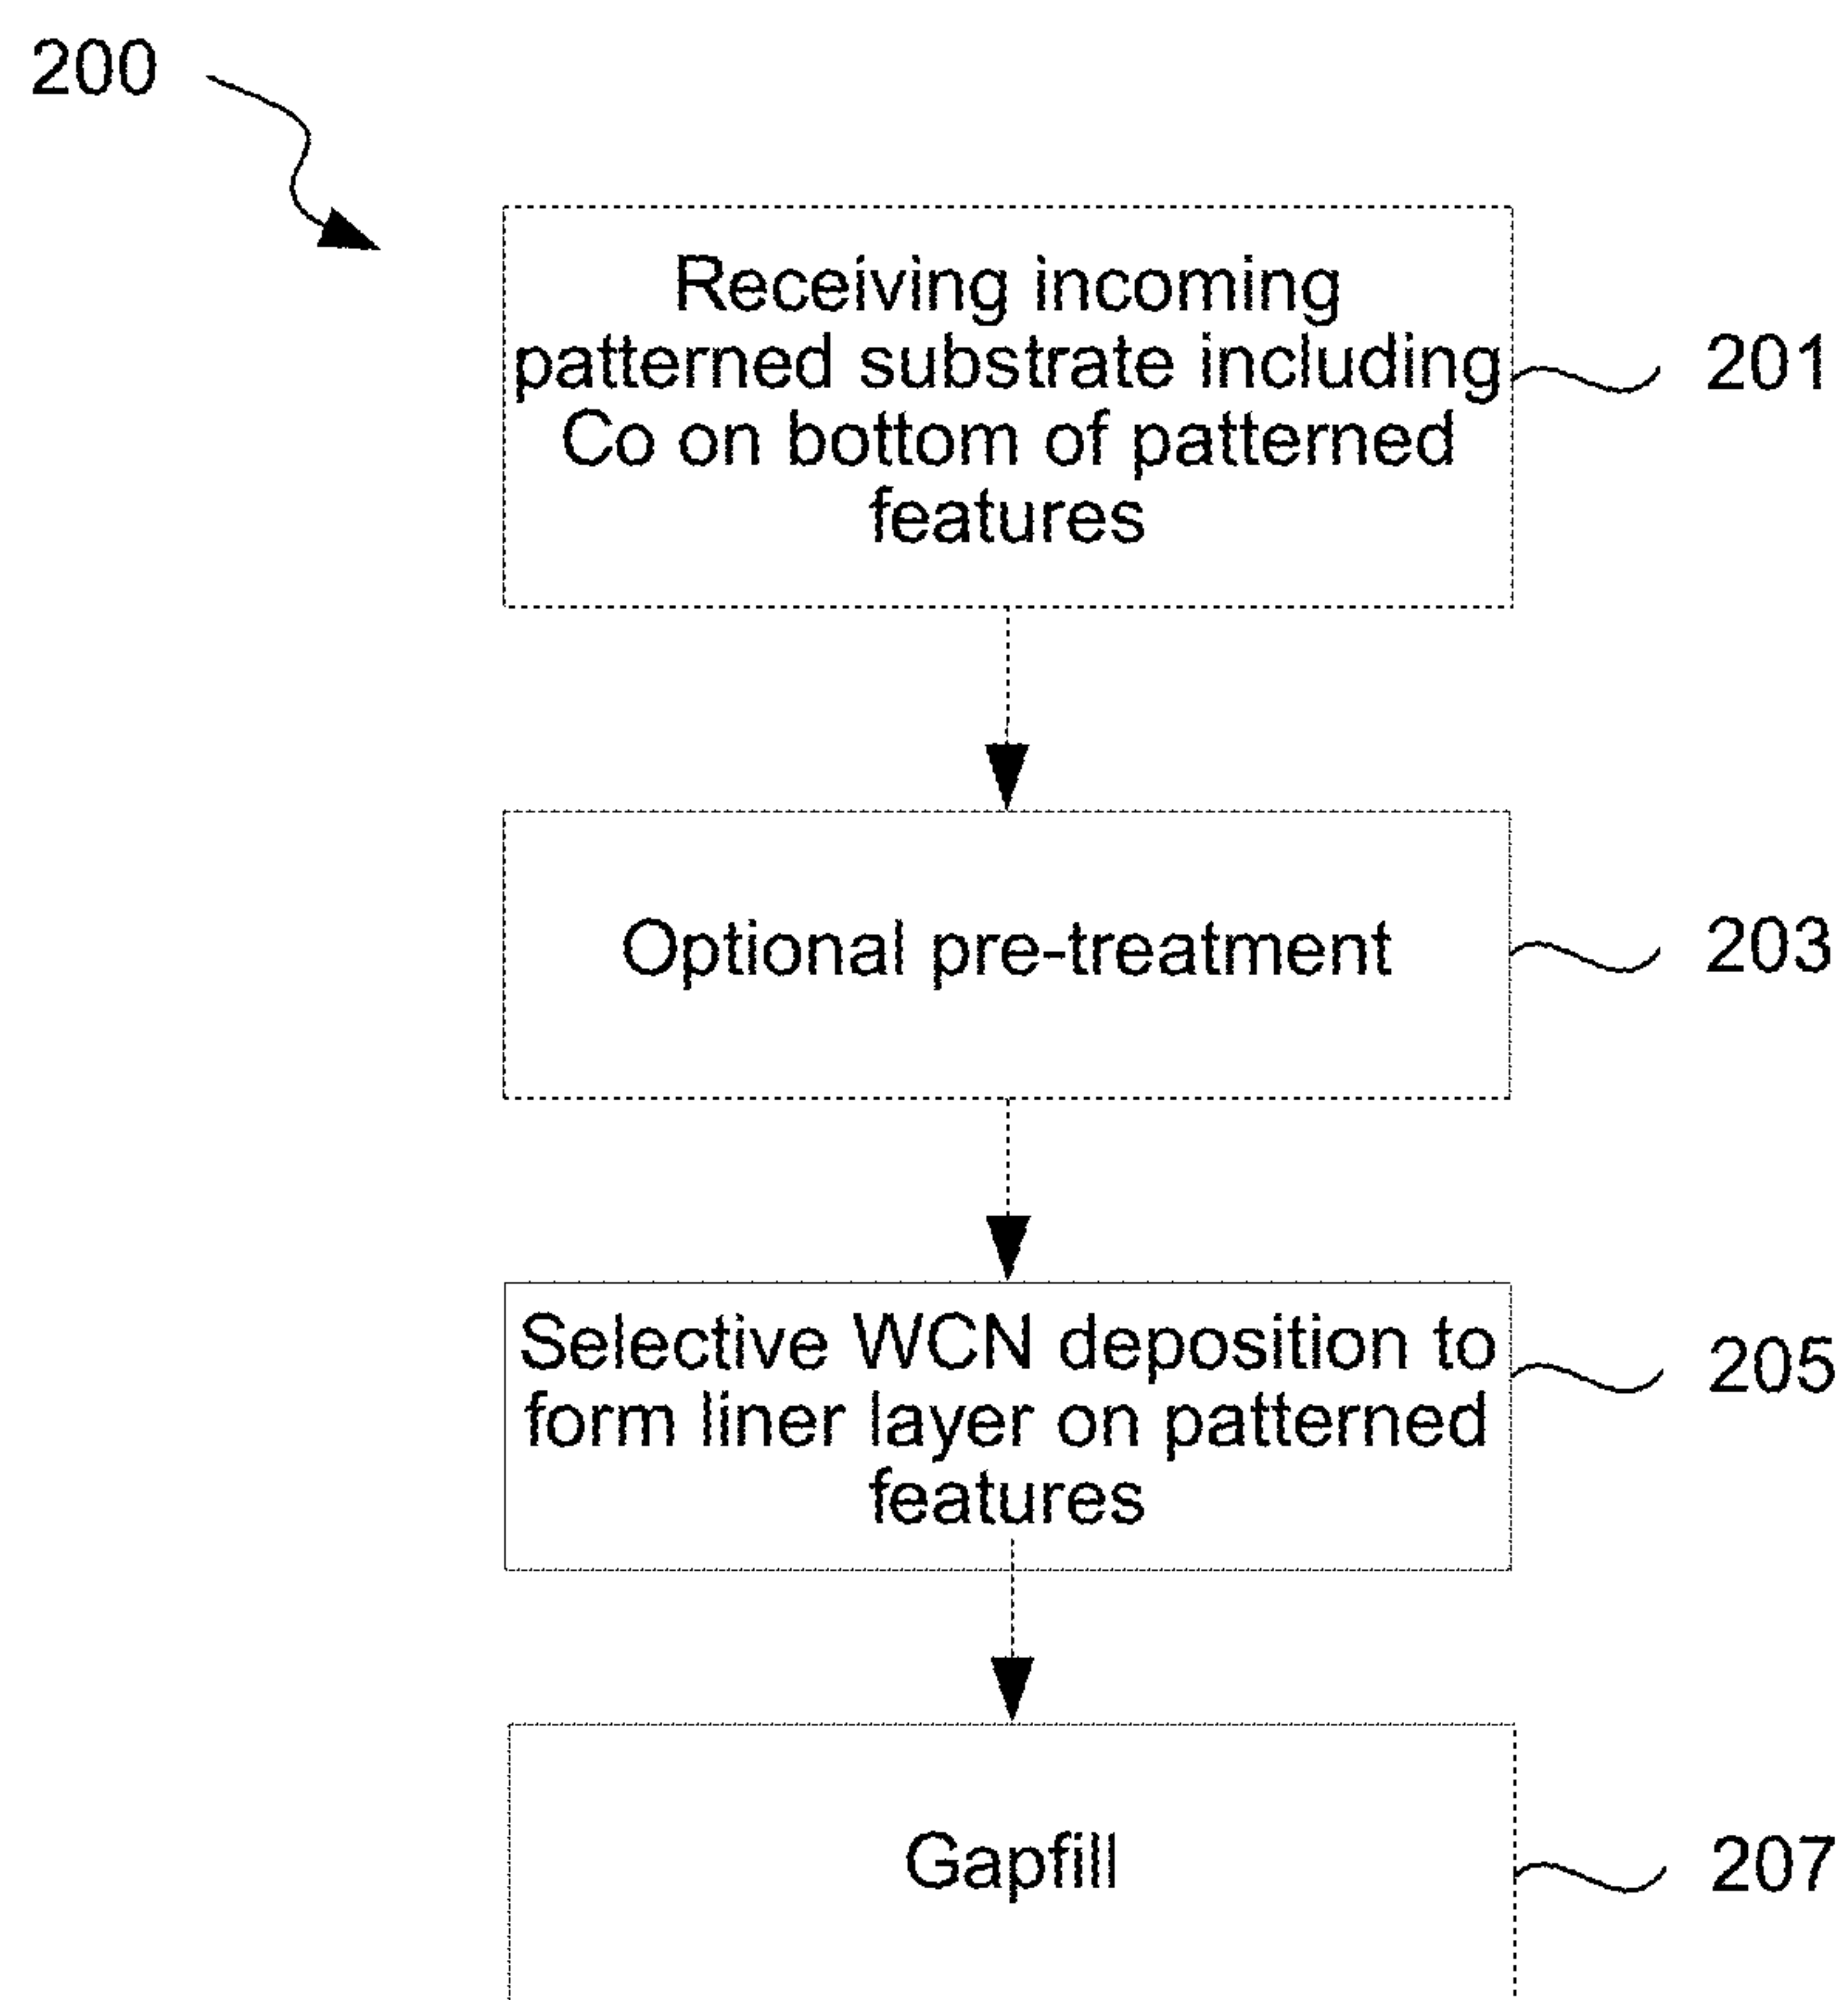 200
Receiving incoming
patterned substrate including
Co on bottom of patterned
features
201
Optional pre-treatment
203
Selective WCN deposition to
form liner layer on patterned
features
205
Gapfill
207